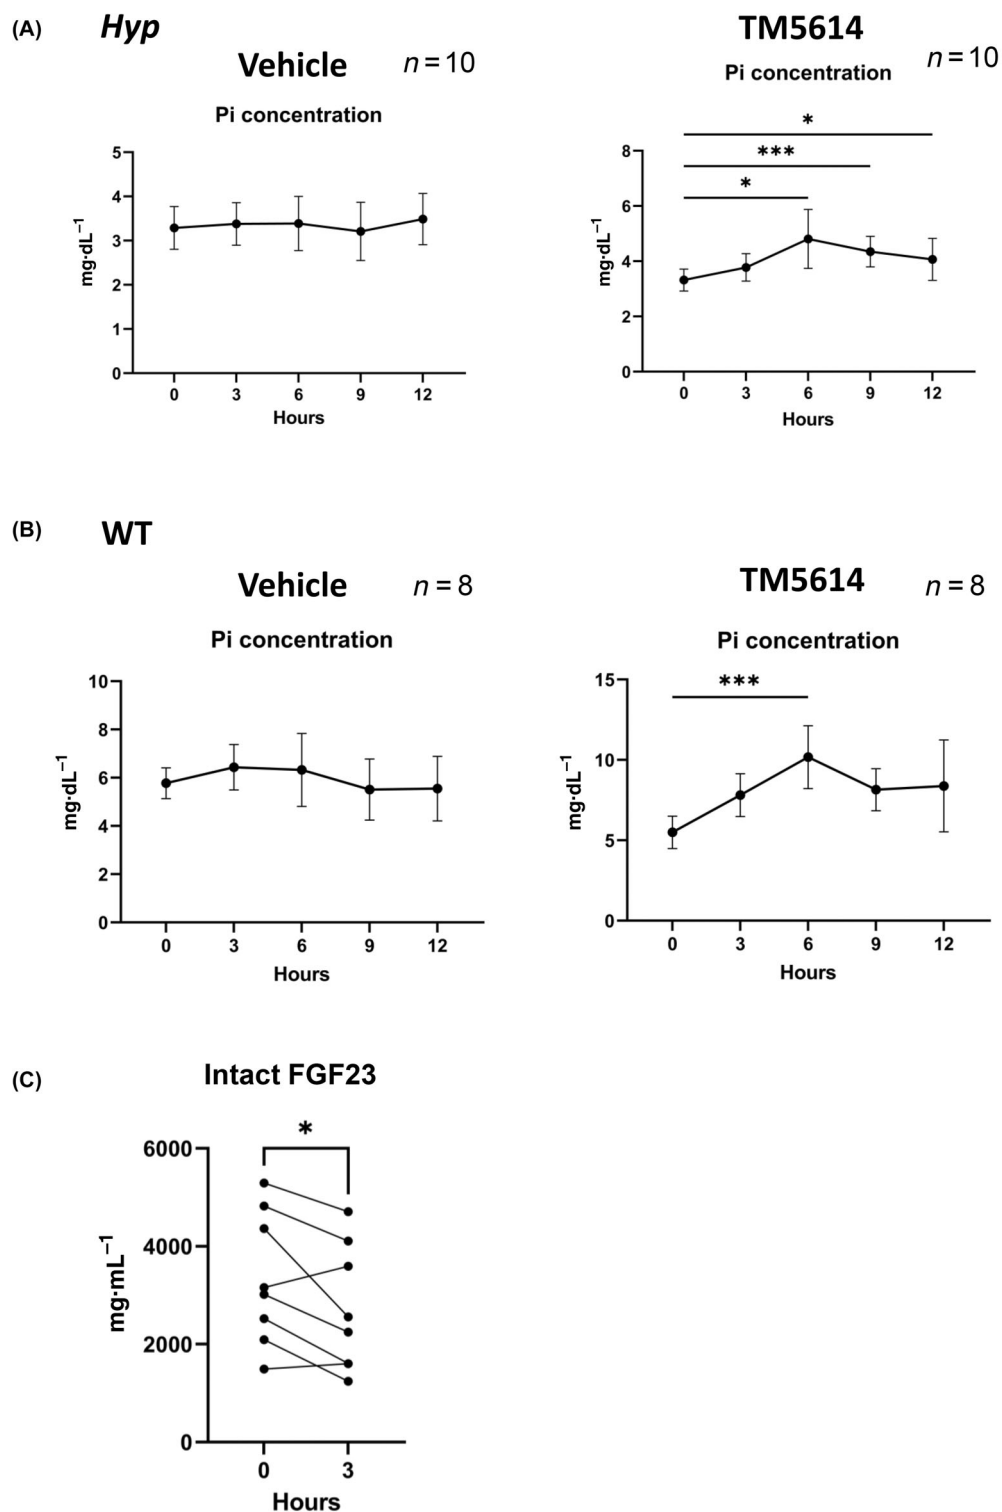 (A)
Hyp
Vehicle
n = 10
Pi concentration
5
4
3
2
1
0
mg·dL⁻¹
0 3 6 9 12
Hours
TM5614
n = 10
Pi concentration
*
***
*
8
6
4
2
0
mg·dL⁻¹
0 3 6 9 12
Hours
(B)
WT
Vehicle
n = 8
Pi concentration
10
8
6
4
2
0
mg·dL⁻¹
0 3 6 9 12
Hours
TM5614
n = 8
Pi concentration
***
15
10
5
0
mg·dL⁻¹
0 3 6 9 12
Hours
(C)
Intact FGF23
*
6000
4000
2000
0
mg·mL⁻¹
0 3
Hours